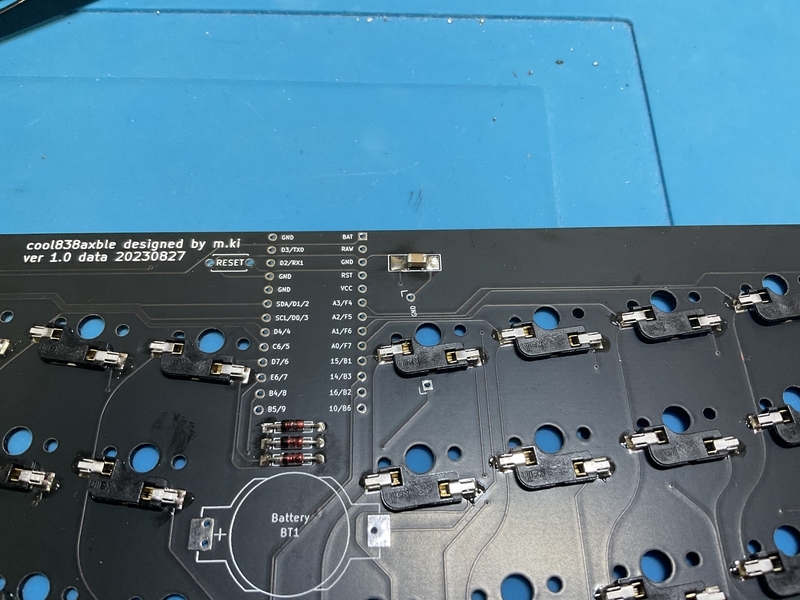 cool838axble designed by m.ki
ver 1.0 data 20230827
RESET
GND
D3/TX0
D2/RX1
GND
GND
SDA/D1/2
SCL/D0/3
D4/4
C6/5
D7/6
E6/7
B4/8
B5/9
BAT
RAW
GND
RST
VCC
A3/F4
A2/F5
A1/F6
A0/F7
15/B1
14/B3
16/B2
10/B6
GND
Battery
BT1
+